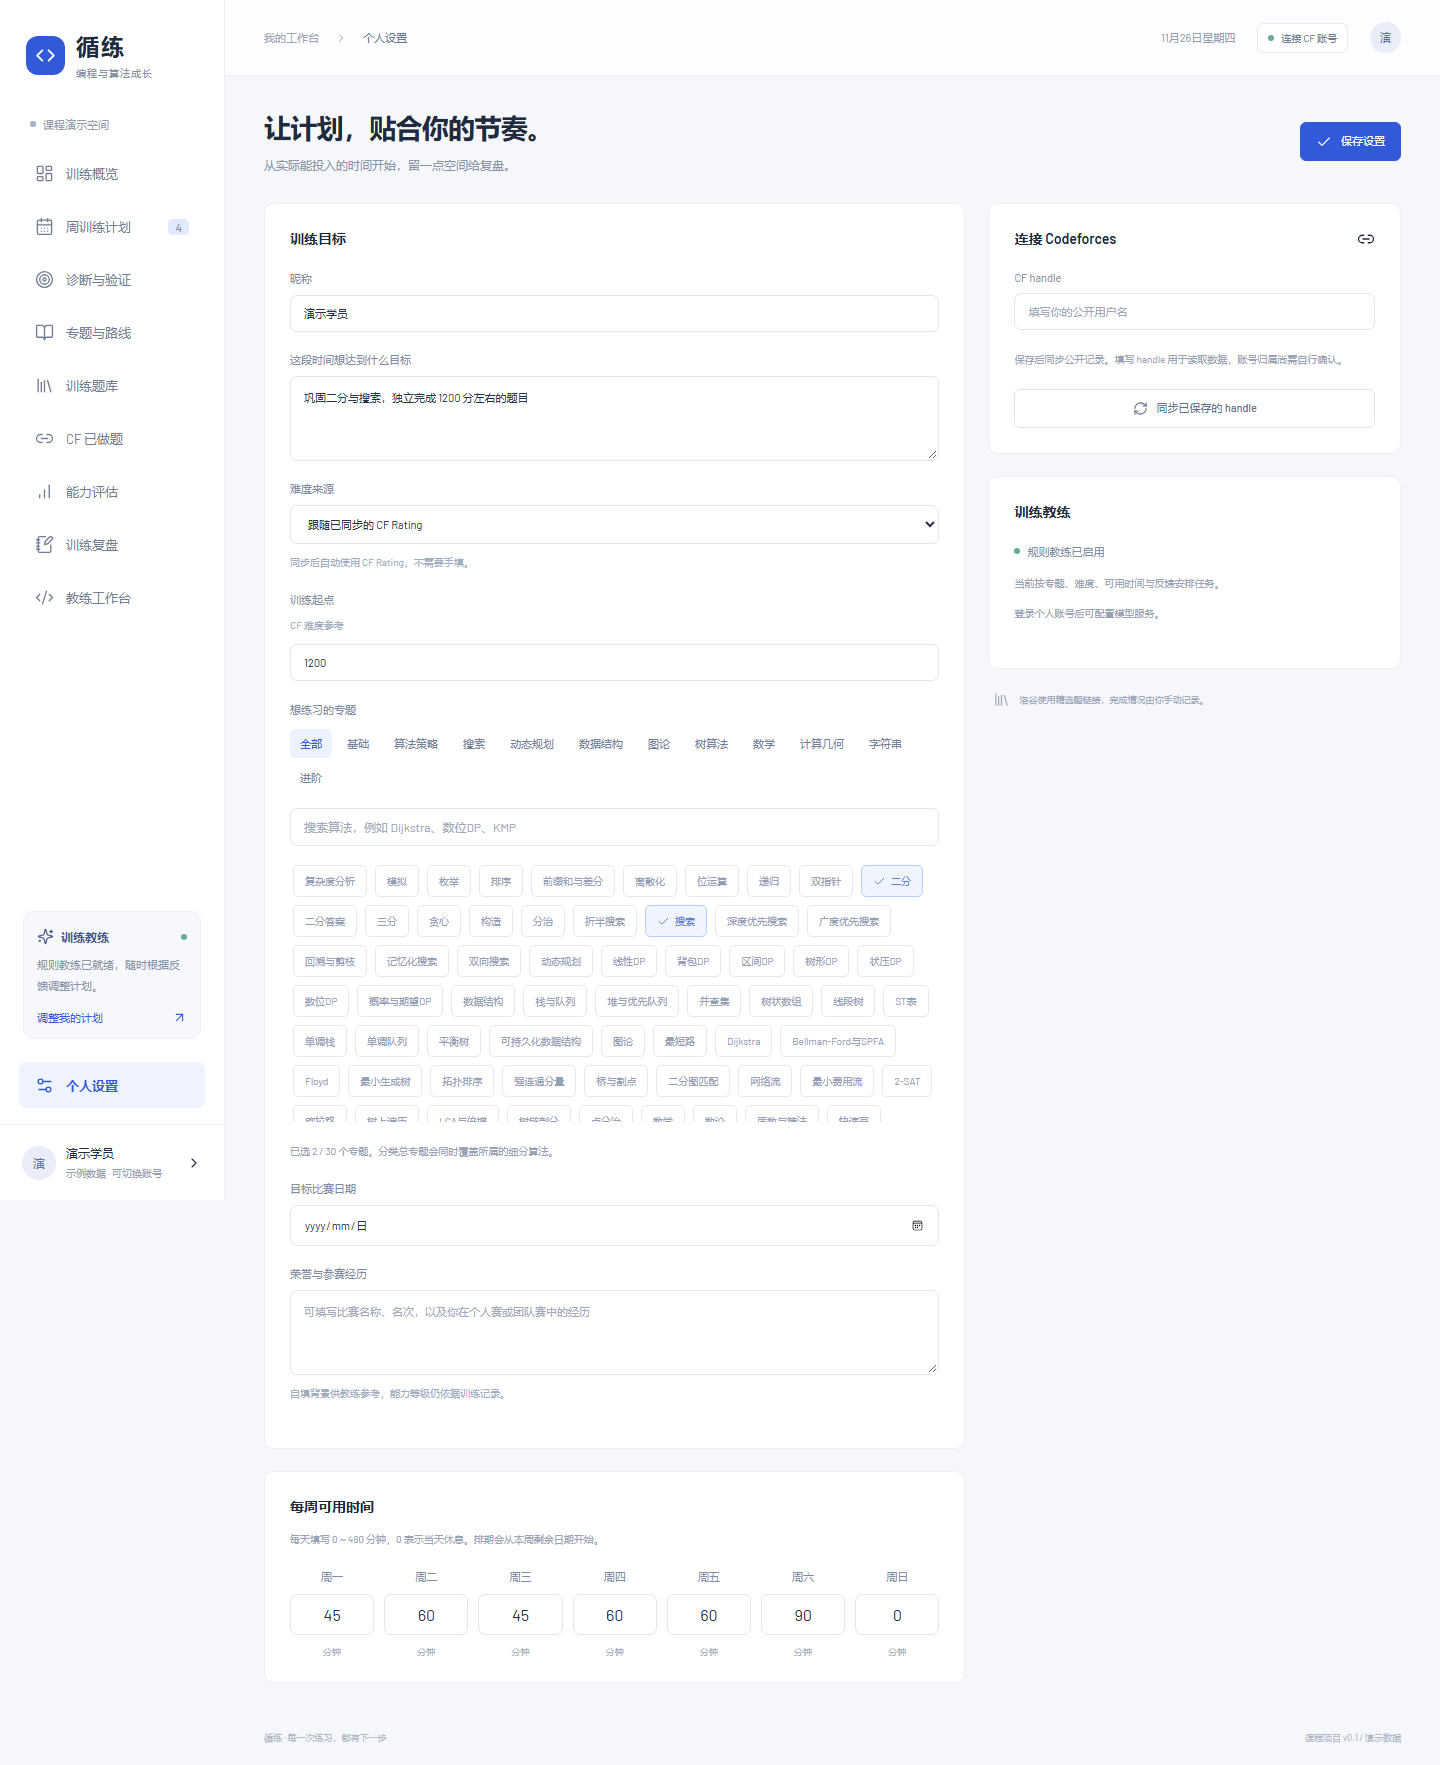 循练
编程与算法成长
课程演示空间
训练概览
周训练计划 4
诊断与验证
专题与路线
训练题库
CF 已做题
能力评估
训练复盘
教练工作台
训练教练
规则教练已就绪，随时根据反
馈调整计划。
调整我的计划
个人设置
演
演示学员
示例数据 · 可切换账号
我的工作台
个人设置
11月26日星期四
连接 CF 账号
演
让计划，贴合你的节奏。
从实际能投入的时间开始，留一点空间给复盘。
保存设置
训练目标
昵称
演示学员
这段时间想达到什么目标
巩固二分与搜索，独立完成 1200 分左右的题目
难度来源
跟随已同步的 CF Rating
同步后自动使用 CF Rating，不需要手填。
训练起点
CF 难度参考
1200
想练习的专题
全部 基础 算法策略 搜索 动态规划 数据结构 图论 树算法 数学 计算几何 字符串
进阶
搜索算法，例如 Dijkstra、数位DP、KMP
复杂度分析 模拟 枚举 排序 前缀和与差分 离散化 位运算 递归 双指针 二分
二分答案 三分 贪心 构造 分治 折半搜索 搜索 深度优先搜索 广度优先搜索
回溯与剪枝 记忆化搜索 双向搜索 动态规划 线性DP 背包DP 区间DP 树形DP 状压DP
数位DP 概率与期望DP 数据结构 栈与队列 堆与优先队列 并查集 树状数组 线段树 ST表
单调栈 单调队列 平衡树 可持久化数据结构 图论 最短路 Dijkstra Bellman-Ford与SPFA
Floyd 最小生成树 拓扑排序 强连通分量 桥与割点 二分图匹配 网络流 最小费用流 2-SAT
欧拉路 树上遍历 LCA与倍增 树链剖分 点分治 数学 数论 质数与筛法 快速幂
已选 2 / 30 个专题。分类总专题会同时覆盖所属的细分算法。
目标比赛日期
yyyy / mm / 日
荣誉与参赛经历
可填写比赛名称、名次，以及你在个人赛或团队赛中的经历
自填背景供教练参考，能力等级仍依据训练记录。
每周可用时间
每天填写 0 ~ 480 分钟，0 表示当天休息。排期会从本周剩余日期开始。
周一 周二 周三 周四 周五 周六 周日
45 60 45 60 60 90 0
分钟 分钟 分钟 分钟 分钟 分钟 分钟
连接 Codeforces
CF handle
填写你的公开用户名
保存后同步公开记录。填写 handle 用于读取数据，账号归属尚需自行确认。
同步已保存的 handle
训练教练
规则教练已启用
当前按专题、难度、可用时间与反馈安排任务。
登录个人账号后可配置模型服务。
洛谷使用精选题链接，完成情况由你手动记录。
循练 · 每一次练习，都有下一步
课程项目 v0.1 / 演示数据